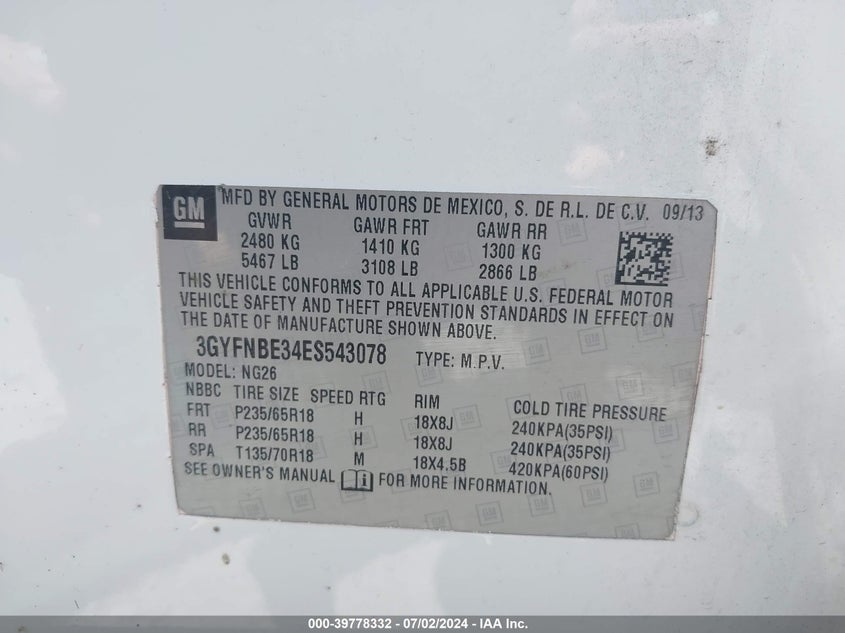 GM
MFD BY GENERAL MOTORS DE MEXICO, S. DE R.L. DE C.V. 09/13
GVWR GAWR FRT GAWR RR
2480 KG 1410 KG 1300 KG
5467 LB 3108 LB 2866 LB
THIS VEHICLE CONFORMS TO ALL APPLICABLE U.S. FEDERAL MOTOR
VEHICLE SAFETY AND THEFT PREVENTION STANDARDS IN EFFECT ON
THE DATE OF MANUFACTURE SHOWN ABOVE.
3GYFNBE34ES543078 TYPE: M.P.V.
MODEL: NG26
NBBC TIRE SIZE SPEED RTG RIM COLD TIRE PRESSURE
FRT P235/65R18 H 18X8J 240KPA(35PSI)
RR P235/65R18 H 18X8J 240KPA(35PSI)
SPA T135/70R18 M 18X4.5B 420KPA(60PSI)
SEE OWNER'S MANUAL FOR MORE INFORMATION.
000-39778332 - 07/02/2024 - IAA Inc.